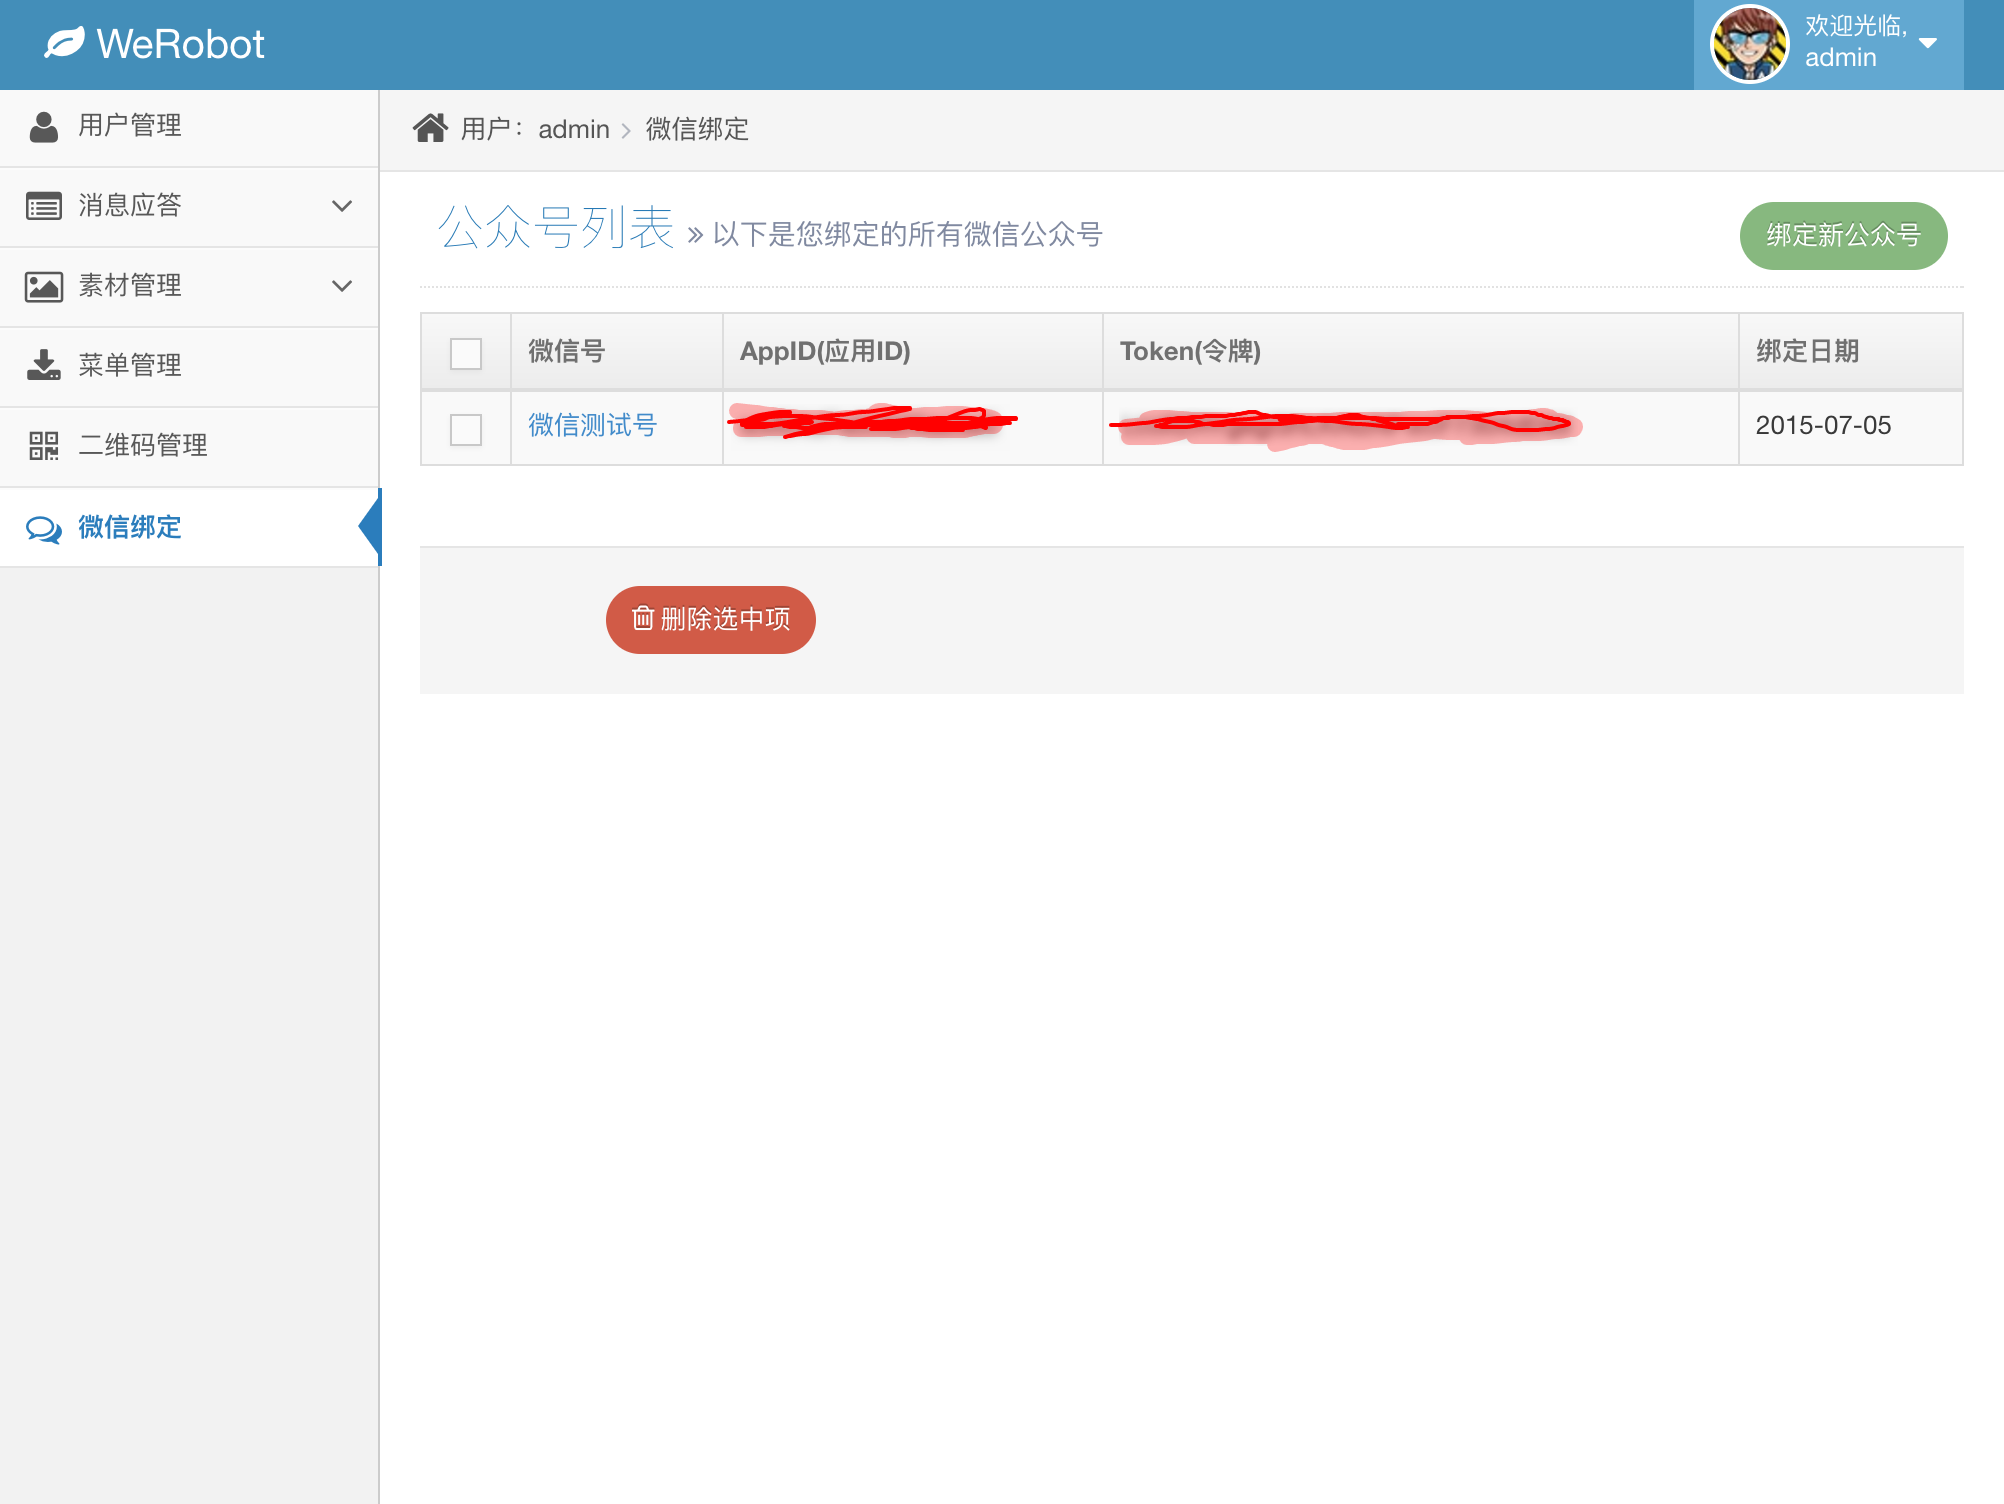 WeRobot
欢迎光临,
admin
用户管理
消息应答
素材管理
菜单管理
二维码管理
微信绑定
用户： admin > 微信绑定
公众号列表 » 以下是您绑定的所有微信公众号
绑定新公众号
微信号 AppID(应用ID) Token(令牌) 绑定日期
微信测试号 2015-07-05
删除选中项